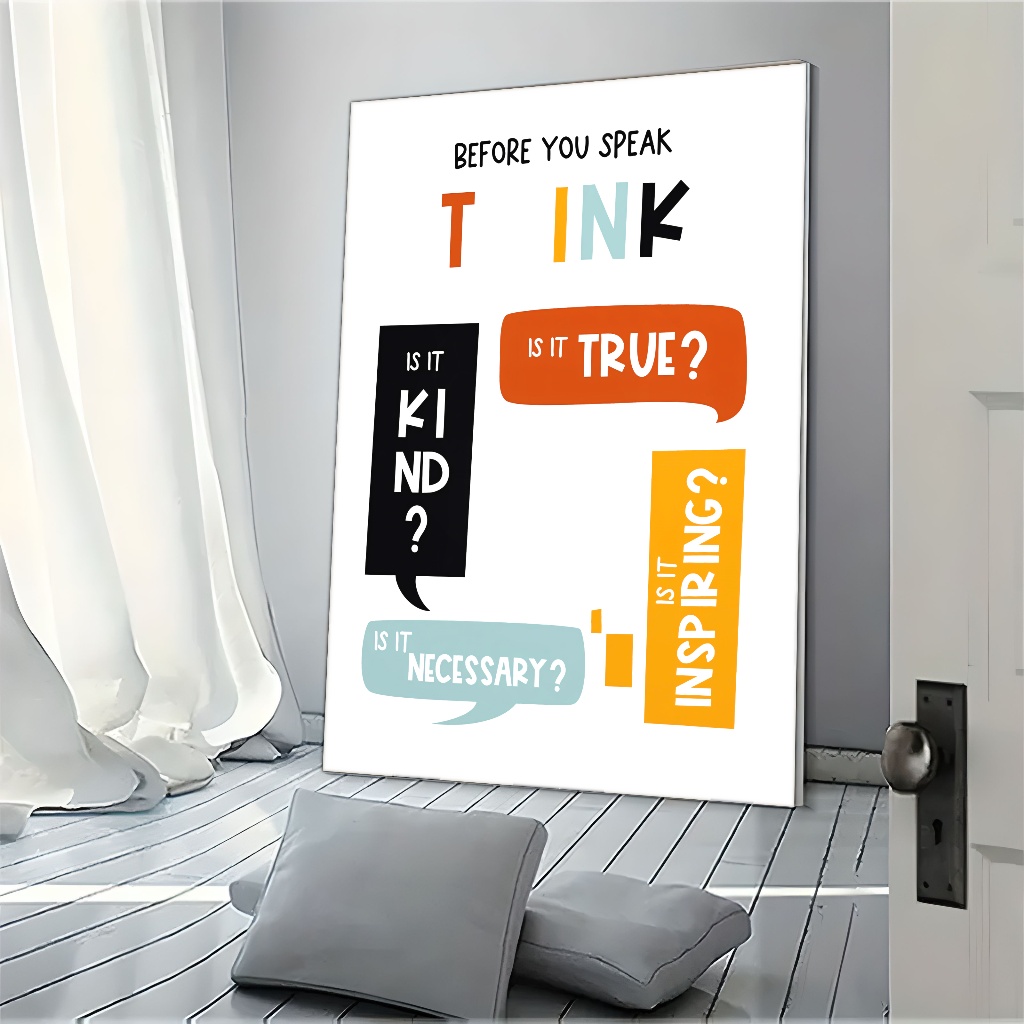 BEFORE YOU SPEAK
T INK
IS IT TRUE?
IS IT
KI
ND
?
IS IT
INSPIRING?
IS IT
NECESSARY?